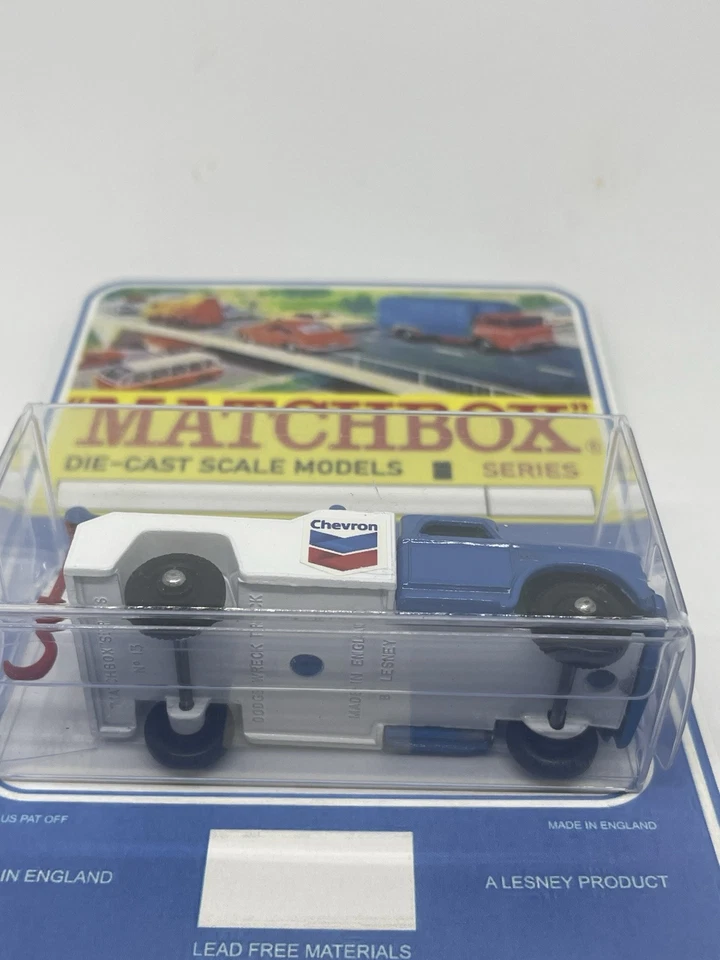 "MATCHBOX"®
DIE-CAST SCALE MODELS SERIES
Chevron
MATCHBOX SERIES
No 13
DODGE WRECK TRUCK
MADE IN ENGLAND
BY LESNEY
US PAT OFF
MADE IN ENGLAND
IN ENGLAND
A LESNEY PRODUCT
LEAD FREE MATERIALS